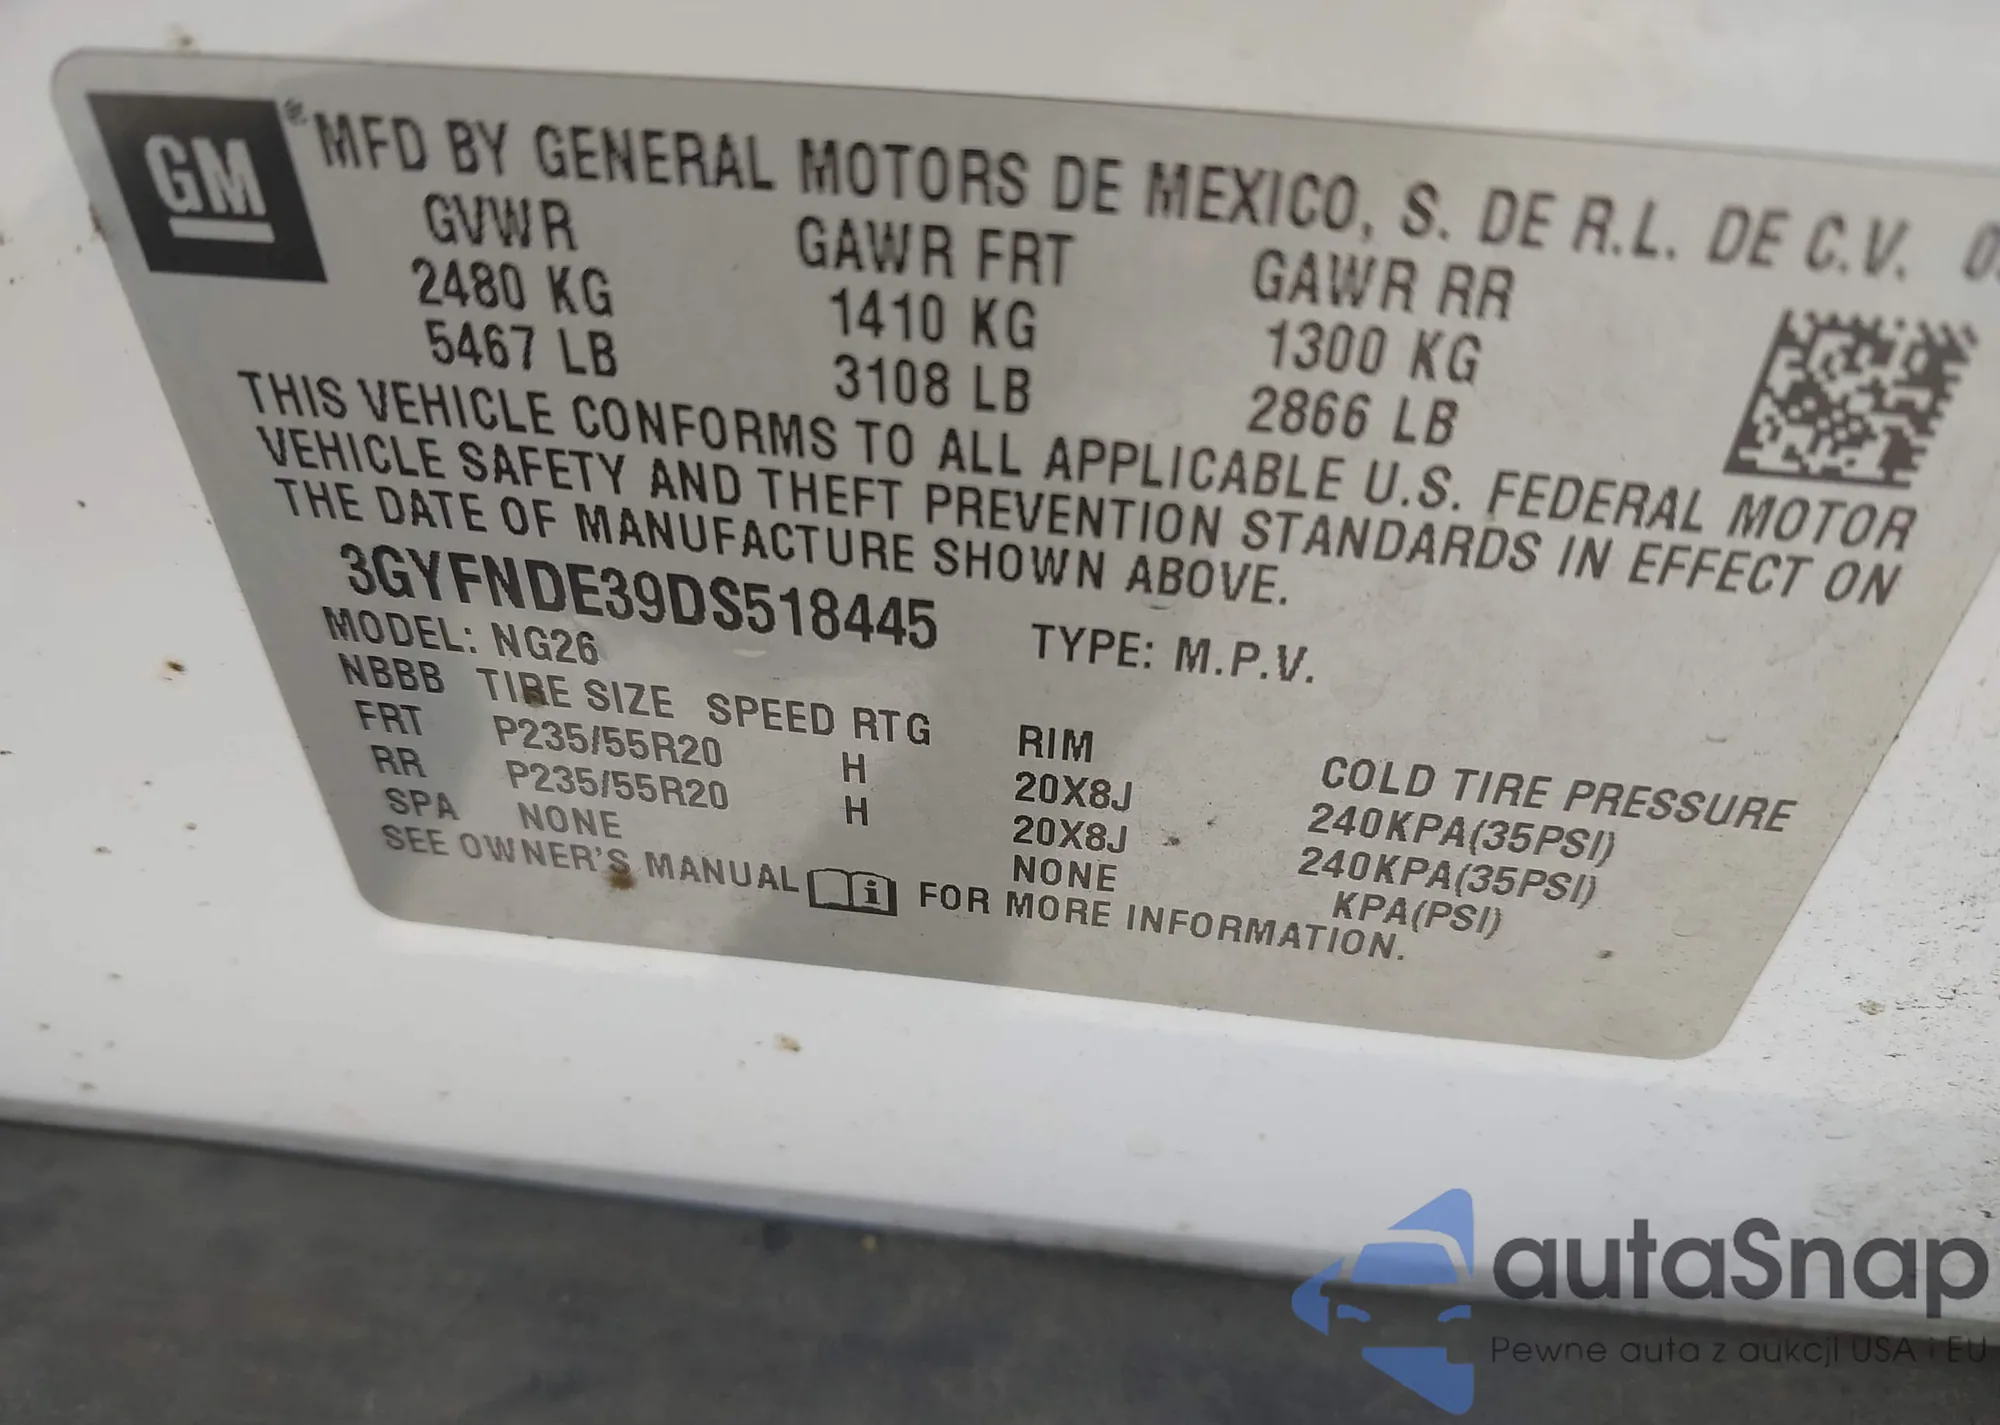 GM
® MFD BY GENERAL MOTORS DE MEXICO, S. DE R.L. DE C.V.
GVWR GAWR FRT GAWR RR
2480 KG 1410 KG 1300 KG
5467 LB 3108 LB 2866 LB
THIS VEHICLE CONFORMS TO ALL APPLICABLE U.S. FEDERAL MOTOR
VEHICLE SAFETY AND THEFT PREVENTION STANDARDS IN EFFECT ON
THE DATE OF MANUFACTURE SHOWN ABOVE.
3GYFNDE39DS518445 TYPE: M.P.V.
MODEL: NG26
NBBB TIRE SIZE SPEED RTG RIM COLD TIRE PRESSURE
FRT P235/55R20 H 20X8J 240KPA(35PSI)
RR P235/55R20 H 20X8J 240KPA(35PSI)
SPA NONE NONE KPA(PSI)
SEE OWNER'S MANUAL i FOR MORE INFORMATION.
autaSnap
Pewne auta z aukcji USA i EU